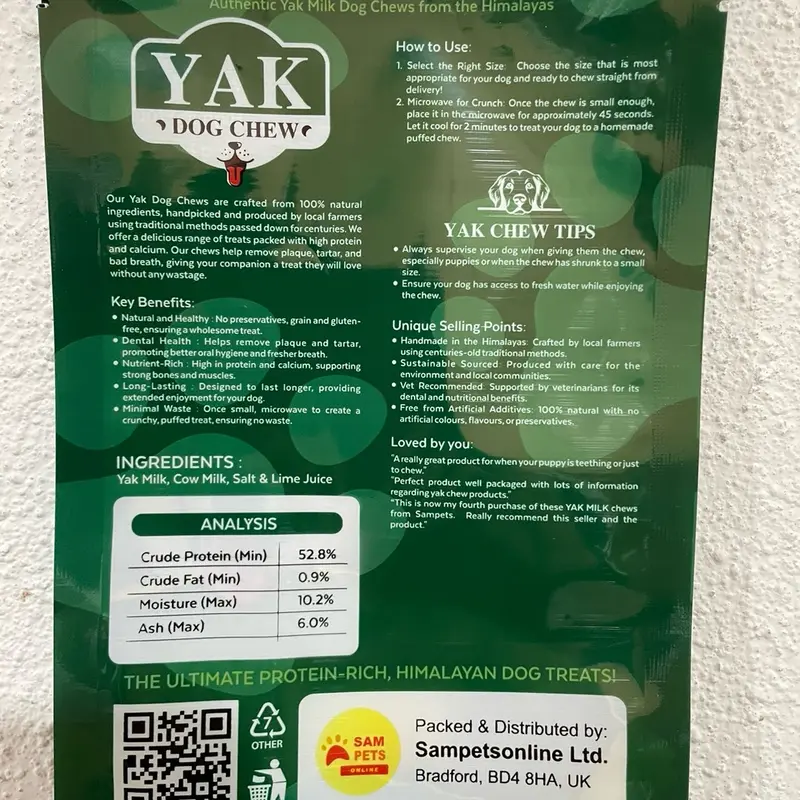 Authentic Yak Milk Dog Chews from the Himalayas
YAK
DOG CHEW
Our Yak Dog Chews are crafted from 100% natural
ingredients, handpicked and produced by local farmers
using traditional methods passed down for centuries. We
offer a delicious range of treats packed with high protein
and calcium. Our chews help remove plaque, tartar, and
bad breath, giving your companion a treat they will love
without any wastage.
Key Benefits:
• Natural and Healthy : No preservatives, grain and gluten-
free, ensuring a wholesome treat.
• Dental Health : Helps remove plaque and tartar,
promoting better oral hygiene and fresher breath.
• Nutrient-Rich : High in protein and calcium, supporting
strong bones and muscles.
• Long-Lasting : Designed to last longer, providing
extended enjoyment for your dog.
• Minimal Waste : Once small, microwave to create a
crunchy, puffed treat, ensuring no waste.
INGREDIENTS :
Yak Milk, Cow Milk, Salt & Lime Juice
ANALYSIS
Crude Protein (Min) 52.8%
Crude Fat (Min) 0.9%
Moisture (Max) 10.2%
Ash (Max) 6.0%
How to Use:
1. Select the Right Size: Choose the size that is most
appropriate for your dog and ready to chew straight from
delivery!
2. Microwave for Crunch: Once the chew is small enough,
place it in the microwave for approximately 45 seconds.
Let it cool for 2 minutes to treat your dog to a homemade
puffed chew.
YAK CHEW TIPS
• Always supervise your dog when giving them the chew,
especially puppies or when the chew has shrunk to a small
size.
• Ensure your dog has access to fresh water while enjoying
the chew.
Unique Selling Points:
• Handmade in the Himalayas: Crafted by local farmers
using centuries-old traditional methods.
• Sustainable Sourced: Produced with care for the
environment and local communities.
• Vet Recommended: Supported by veterinarians for its
dental and nutritional benefits.
• Free from Artificial Additives: 100% natural with no
artificial colours, flavours, or preservatives.
Loved by you:
"A really great product for when your puppy is teething or just
to chew."
"Perfect product well packaged with lots of information
regarding yak chew products."
"This is now my fourth purchase of these YAK MILK chews
from Sampets. Really recommend this seller and the
product."
THE ULTIMATE PROTEIN-RICH, HIMALAYAN DOG TREATS!
7
OTHER
SAM
PETS
ONLINE
Packed & Distributed by:
Sampetsonline Ltd.
Bradford, BD4 8HA, UK